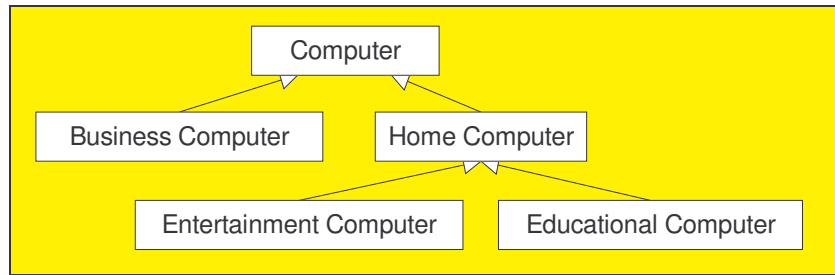 Computer
Business Computer
Home Computer
Entertainment Computer
Educational Computer